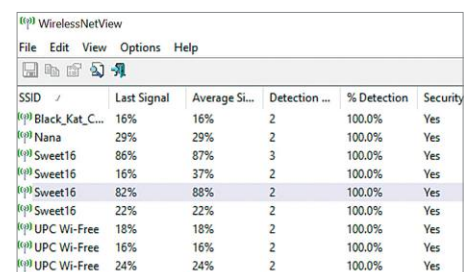 WirelessNetView
File Edit View Options Help
SSID / Last Signal Average Si... Detection ... % Detection Security
Black_Kat_C... 16% 16% 2 100.0% Yes
Nana 29% 29% 2 100.0% Yes
Sweet16 86% 87% 3 100.0% Yes
Sweet16 16% 37% 2 100.0% Yes
Sweet16 82% 88% 2 100.0% Yes
Sweet16 22% 22% 2 100.0% Yes
UPC Wi-Free 18% 18% 2 100.0% Yes
UPC Wi-Free 16% 16% 2 100.0% Yes
UPC Wi-Free 24% 24% 2 100.0% Yes